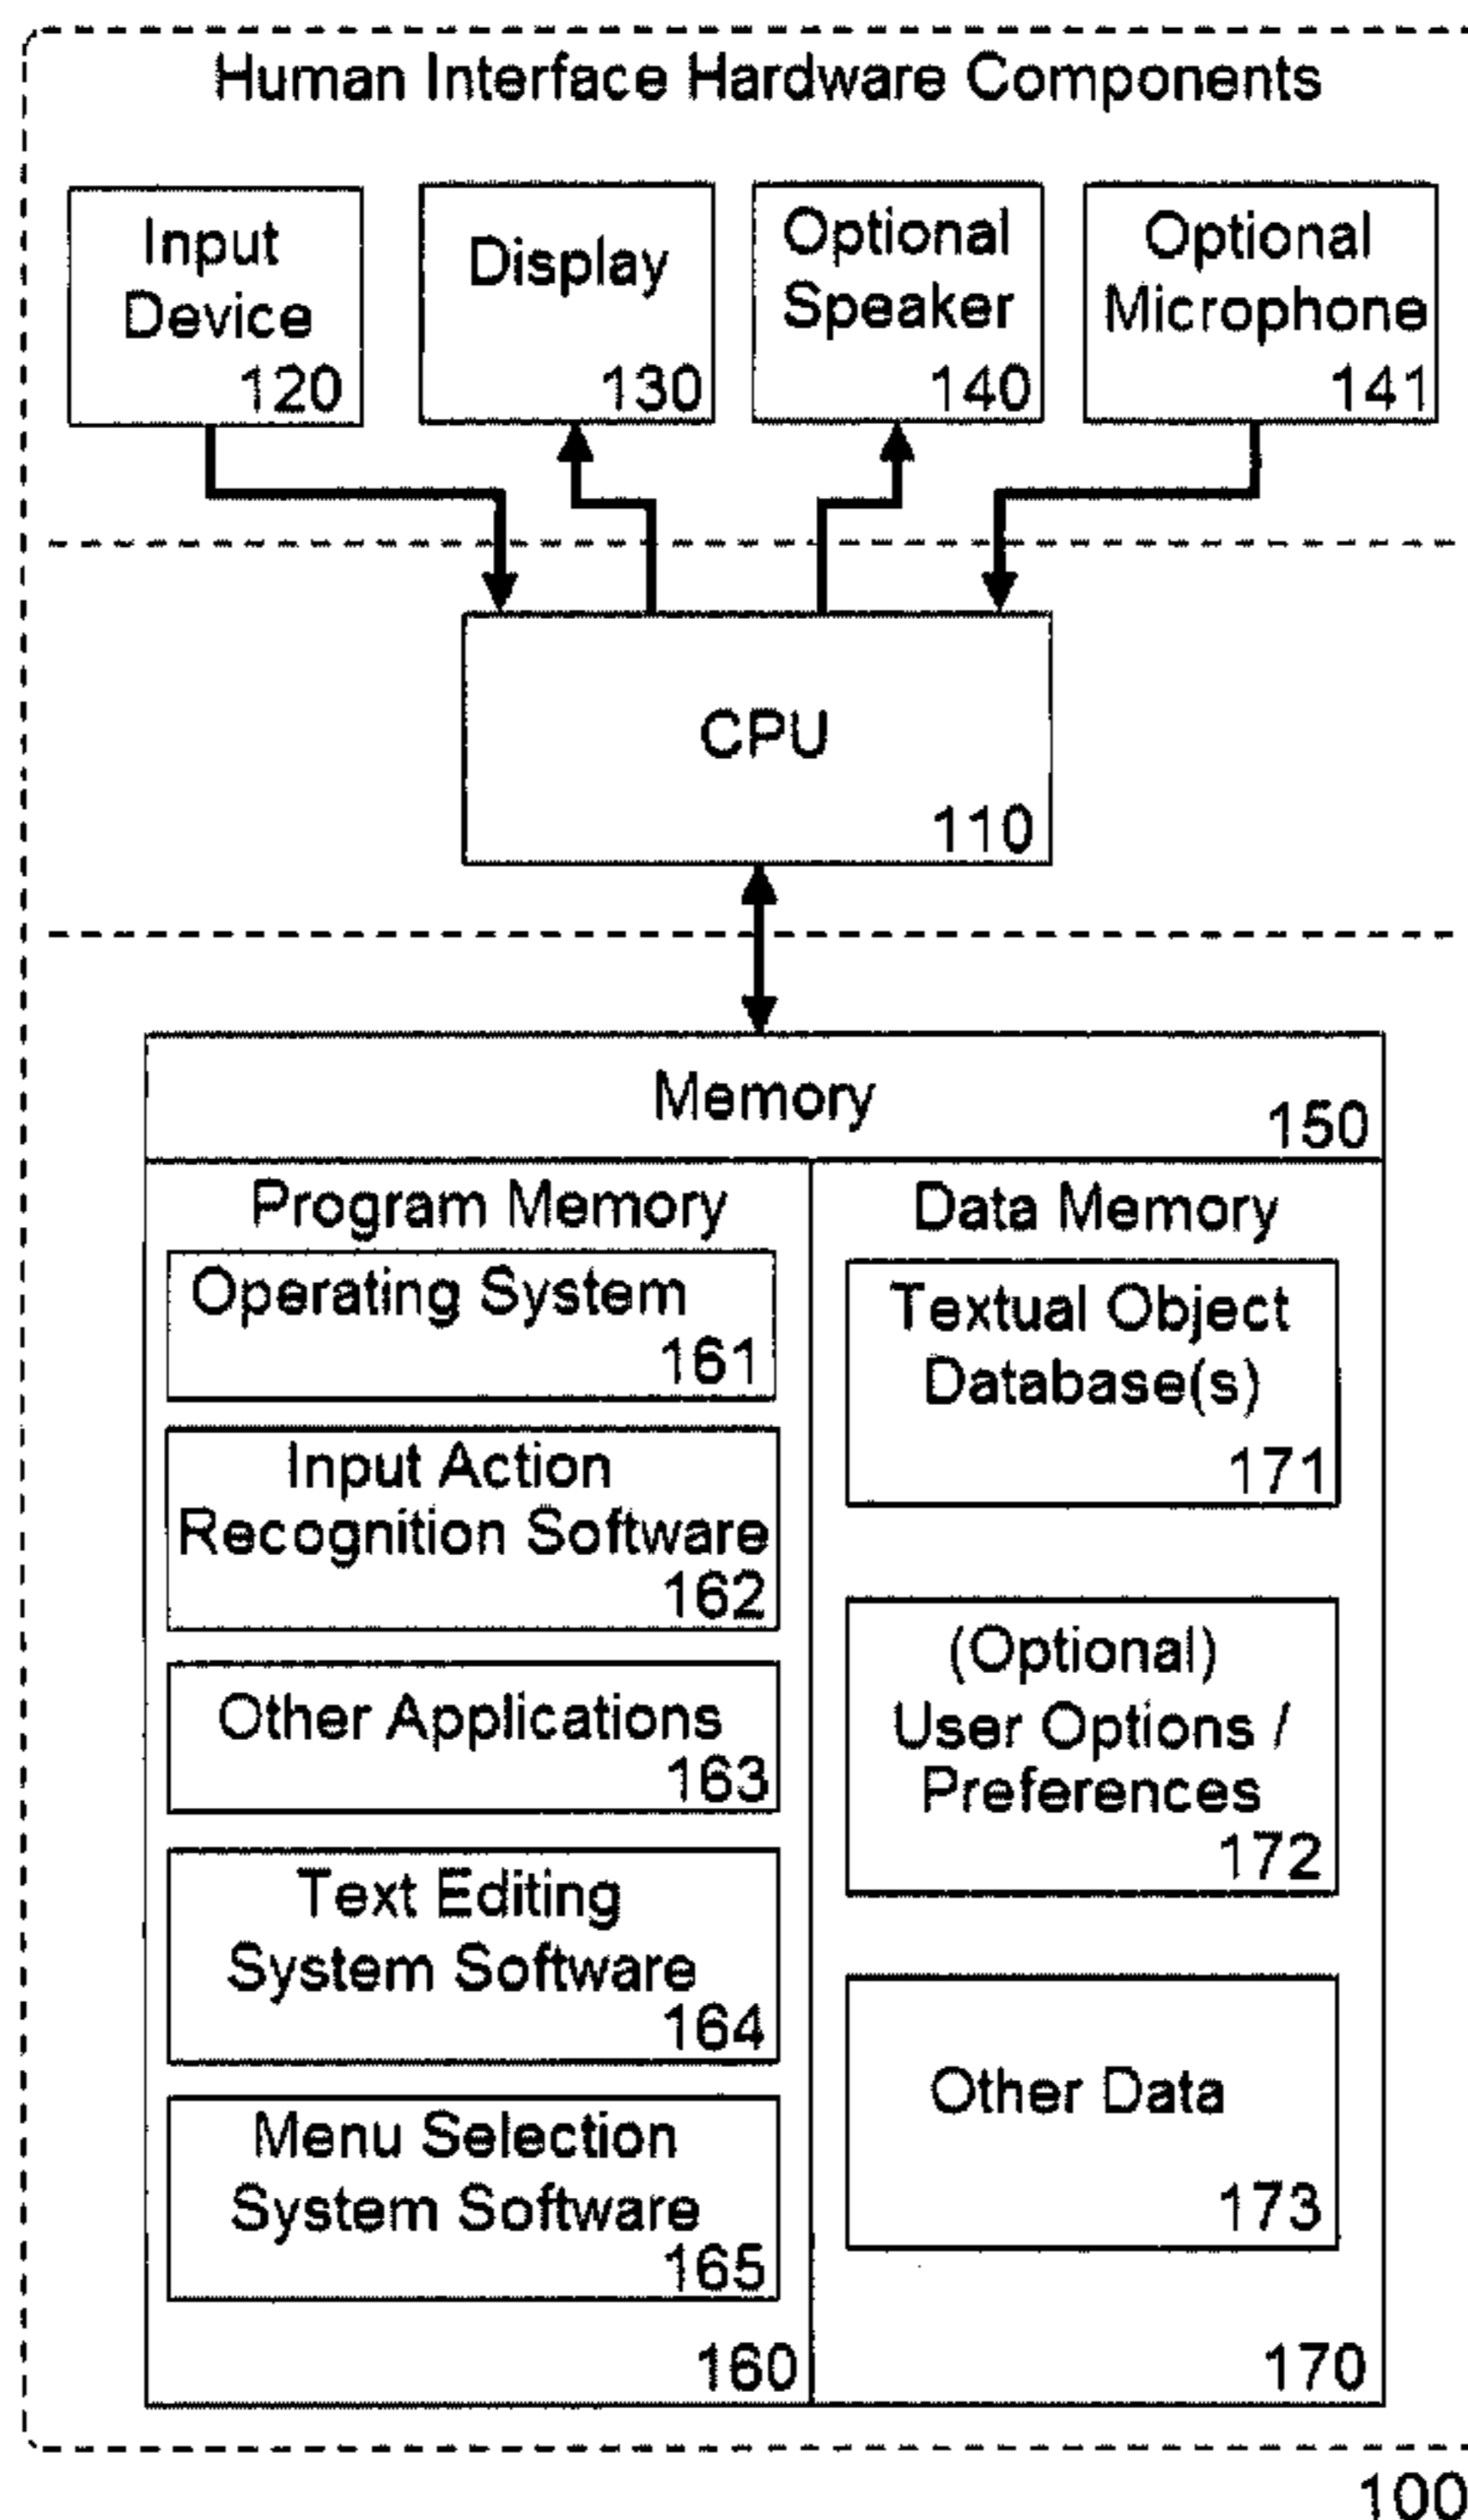 Human Interface Hardware Components
Input
Device
120
Display
130
Optional
Speaker
140
Optional
Microphone
141
CPU
110
Memory
150
Program Memory
Operating System
161
Input Action
Recognition Software
162
Other Applications
163
Text Editing
System Software
164
Menu Selection
System Software
165
160
Data Memory
Textual Object
Database(s)
171
(Optional)
User Options /
Preferences
172
Other Data
173
170
100